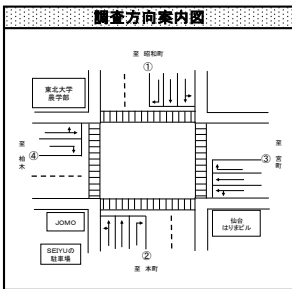 調査方向案内図
至 昭和町
①
東北大学
農学部
至 柏木
④
③
至 宮町
JOMO
仙台
はりまビル
SEIYUの
駐車場
②
至 本町